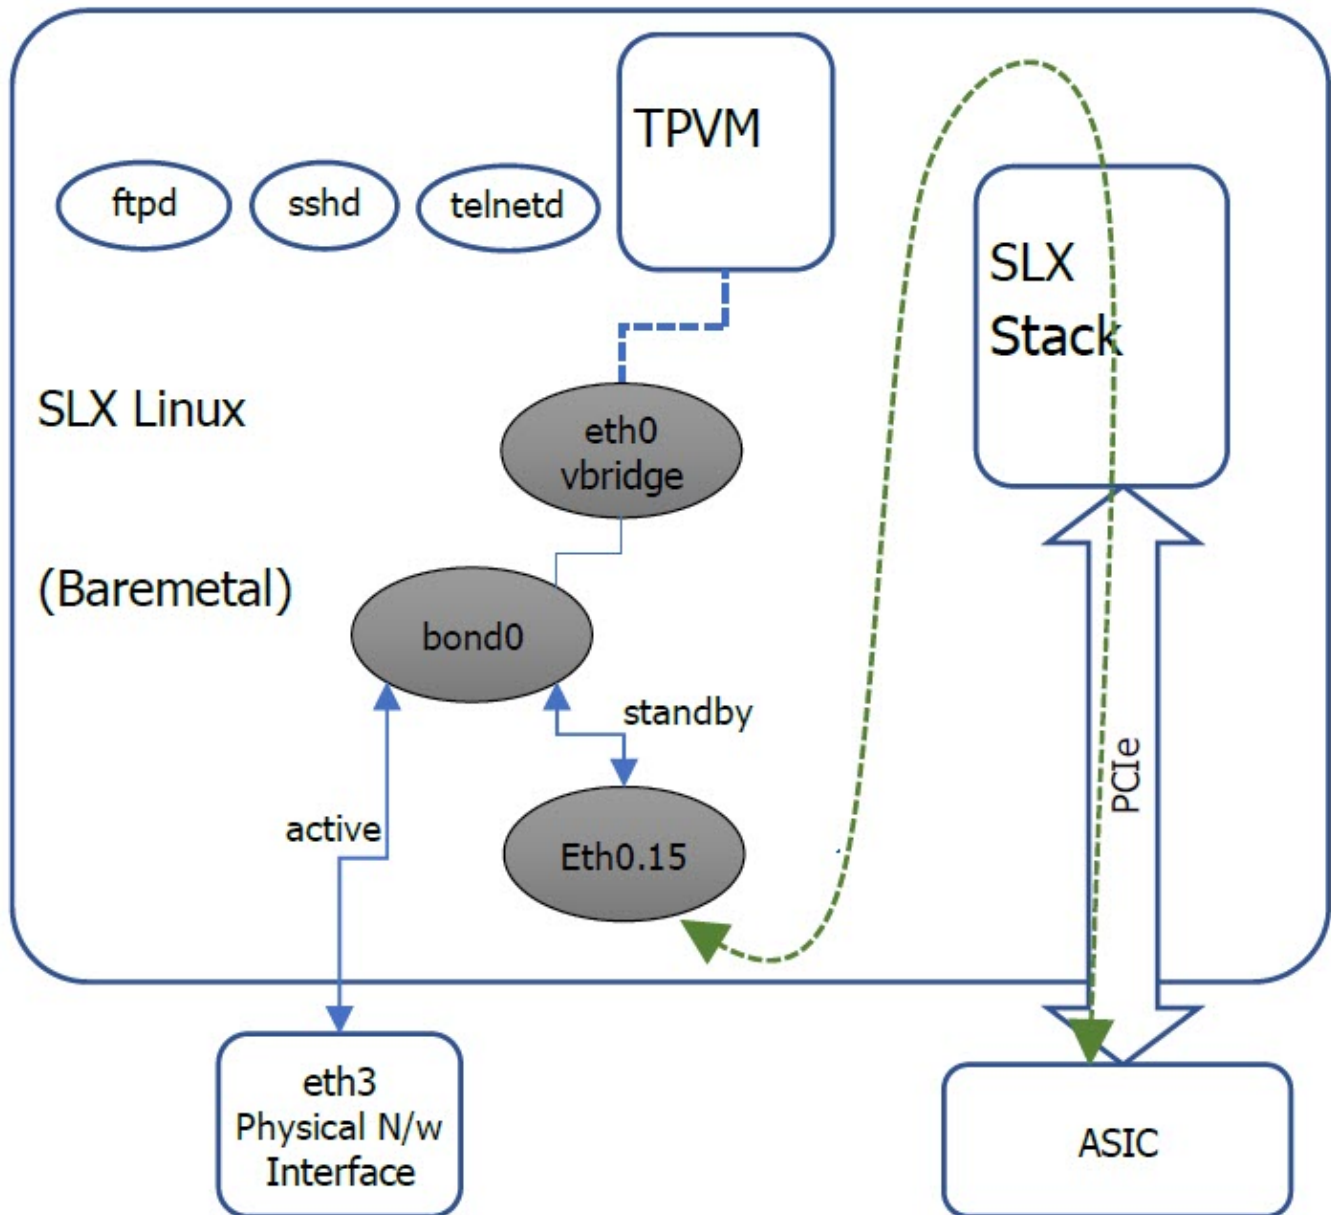 TPVM
ftpd
sshd
telnetd
SLX
Stack
SLX Linux
eth0
vbridge
(Baremetal)
bond0
standby
PCIe
active
Eth0.15
eth3
Physical N/w
Interface
ASIC